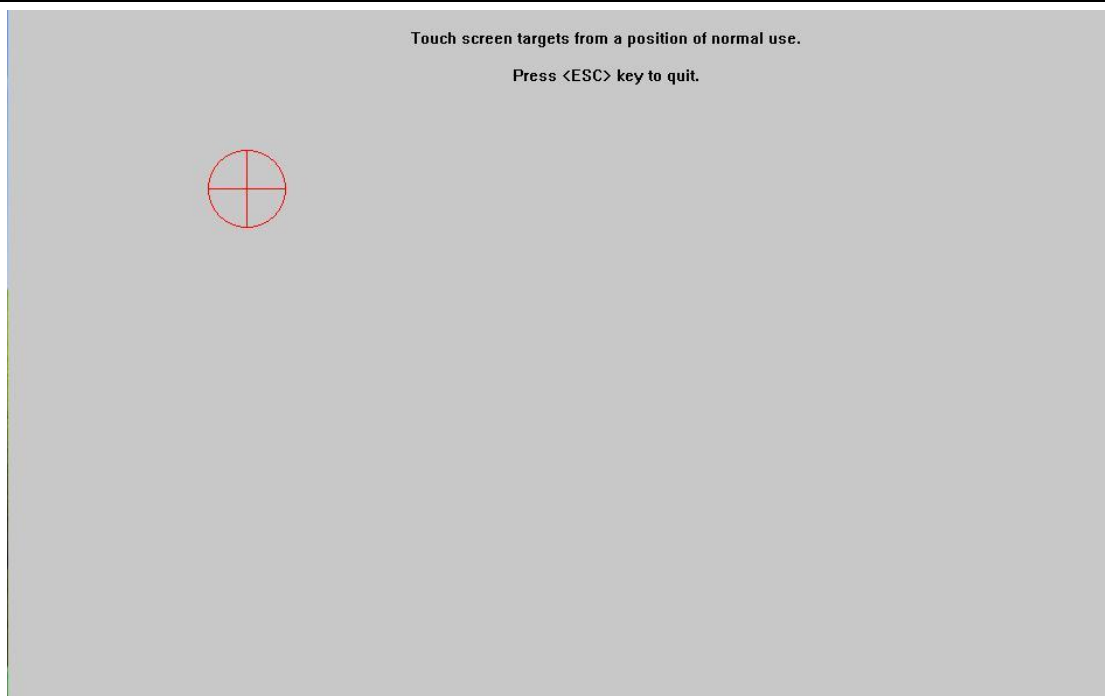 Touch screen targets from a position of normal use.
Press <ESC> key to quit.